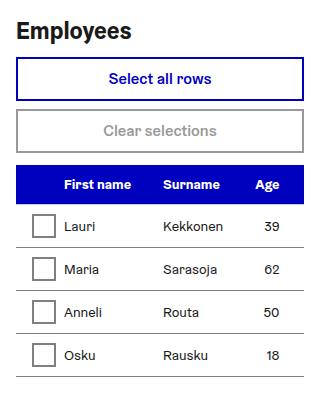 Employees
Select all rows
Clear selections
First name Surname Age
Lauri Kekkonen 39
Maria Sarasoja 62
Anneli Routa 50
Osku Rausku 18